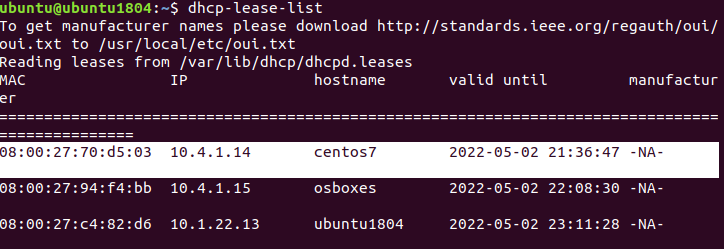 ubuntu@ubuntu1804:~$ dhcp-lease-list
To get manufacturer names please download http://standards.ieee.org/regauth/oui/
oui.txt to /usr/local/etc/oui.txt
Reading leases from /var/lib/dhcp/dhcpd.leases
MAC                IP              hostname       valid until         manufactur
er
================================================================================
===============
08:00:27:70:d5:03  10.4.1.14       centos7        2022-05-02 21:36:47 -NA-
08:00:27:94:f4:bb  10.4.1.15       osboxes        2022-05-02 22:08:30 -NA-
08:00:27:c4:82:d6  10.1.22.13      ubuntu1804     2022-05-02 23:11:28 -NA-